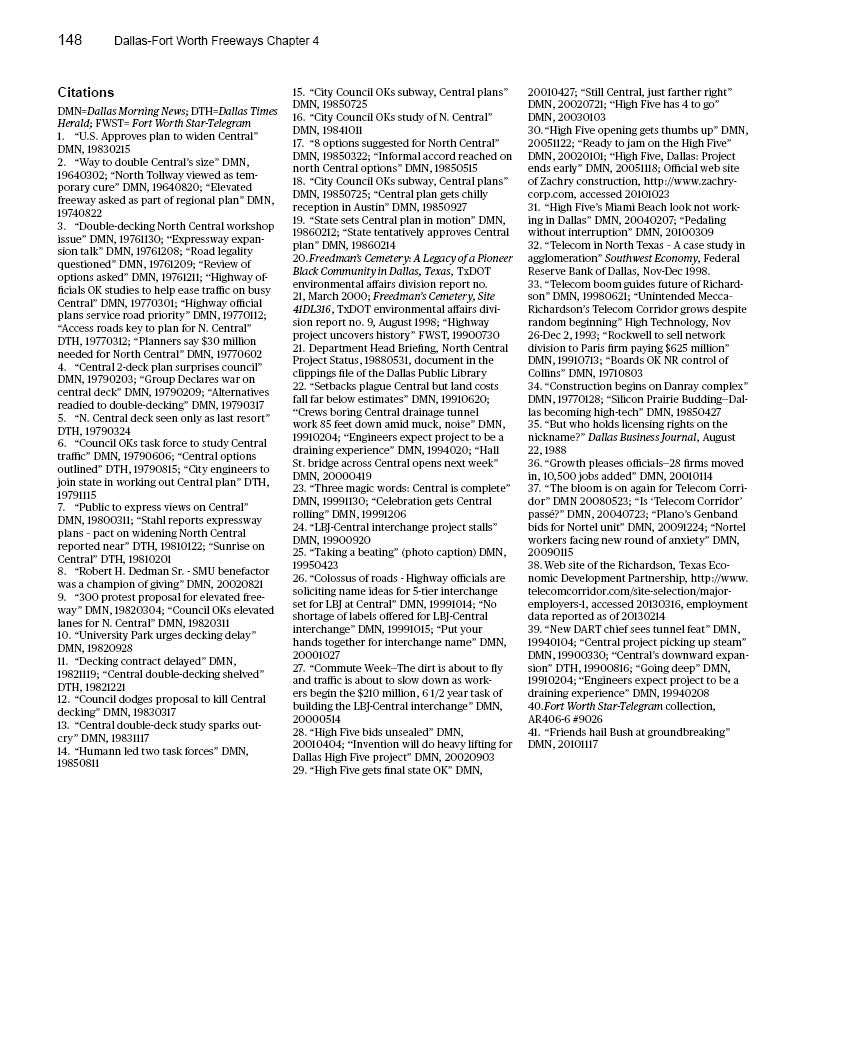 148 Dallas-Fort Worth Freeways Chapter 4
Citations
DMN=Dallas Morning News; DTH=Dallas Times
Herald; FWST= Fort Worth Star-Telegram
1. “U.S. Approves plan to widen Central”
DMN, 19830215
2. “Way to double Central’s size” DMN,
19640302; “North Tollway viewed as tem-
porary cure” DMN, 19640820; “Elevated
freeway asked as part of regional plan” DMN,
19740822
3. “Double-decking North Central workshop
issue” DMN, 19761130; “Expressway expan-
sion talk” DMN, 19761208; “Road legality
questioned” DMN, 19761209; “Review of
options asked” DMN, 19761211; “Highway of-
ficials OK studies to help ease traffic on busy
Central” DMN, 19770301; “Highway official
plans service road priority” DMN, 19770112;
“Access roads key to plan for N. Central”
DTH, 19770312; “Planners say $30 million
needed for North Central” DMN, 19770602
4. “Central 2-deck plan surprises council”
DMN, 19790203; “Group Declares war on
central deck” DMN, 19790209; “Alternatives
readied to double-decking” DMN, 19790317
5. “N. Central deck seen only as last resort”
DTH, 19790324
6. “Council OKs task force to study Central
traffic” DMN, 19790606; “Central options
outlined” DTH, 19790815; “City engineers to
join state in working out Central plan” DTH,
19791115
7. “Public to express views on Central”
DMN, 19800311; “Stahl reports expressway
plans - pact on widening North Central
reported near” DTH, 19810122; “Sunrise on
Central” DTH, 19810201
8. “Robert H. Dedman Sr. - SMU benefactor
was a champion of giving” DMN, 20020821
9. “300 protest proposal for elevated free-
way” DMN, 19820304; “Council OKs elevated
lanes for N. Central” DMN, 19820311
10. “University Park urges decking delay”
DMN, 19820928
11. “Decking contract delayed” DMN,
19821119; “Central double-decking shelved”
DTH, 19821221
12. “Council dodges proposal to kill Central
decking” DMN, 19830317
13. “Central double-deck study sparks out-
cry” DMN, 19831117
14. “Humann led two task forces” DMN,
19850811
15. “City Council OKs subway, Central plans”
DMN, 19850725
16. “City Council OKs study of N. Central”
DMN, 19841011
17. “8 options suggested for North Central”
DMN, 19850322; “Informal accord reached on
north Central options” DMN, 19850515
18. “City Council OKs subway, Central plans”
DMN, 19850725; “Central plan gets chilly
reception in Austin” DMN, 19850927
19. “State sets Central plan in motion” DMN,
19860212; “State tentatively approves Central
plan” DMN, 19860214
20. Freedman’s Cemetery: A Legacy of a Pioneer
Black Community in Dallas, Texas, TxDOT
environmental affairs division report no.
21, March 2000; Freedman’s Cemetery, Site
41DL316, TxDOT environmental affairs divi-
sion report no. 9, August 1998; “Highway
project uncovers history” FWST, 19900730
21. Department Head Briefing, North Central
Project Status, 19880531, document in the
clippings file of the Dallas Public Library
22. “Setbacks plague Central but land costs
fall far below estimates” DMN, 19910620;
“Crews boring Central drainage tunnel
work 85 feet down amid muck, noise” DMN,
19910204; “Engineers expect project to be a
draining experience” DMN, 1994020; “Hall
St. bridge across Central opens next week”
DMN, 20000419
23. “Three magic words: Central is complete”
DMN, 19991130; “Celebration gets Central
rolling” DMN, 19991206
24. “LBJ-Central interchange project stalls”
DMN, 19900920
25. “Taking a beating” (photo caption) DMN,
19950423
26. “Colossus of roads - Highway officials are
soliciting name ideas for 5-tier interchange
set for LBJ at Central” DMN, 19991014; “No
shortage of labels offered for LBJ-Central
interchange” DMN, 19991015; “Put your
hands together for interchange name” DMN,
20001027
27. “Commute Week—The dirt is about to fly
and traffic is about to slow down as work-
ers begin the $210 million, 6 1/2 year task of
building the LBJ-Central interchange” DMN,
20000514
28. “High Five bids unsealed” DMN,
20010404; “Invention will do heavy lifting for
Dallas High Five project” DMN, 20020903
29. “High Five gets final state OK” DMN,
20010427; “Still Central, just farther right”
DMN, 20020721; “High Five has 4 to go”
DMN, 20030103
30. “High Five opening gets thumbs up” DMN,
20051122; “Ready to jam on the High Five”
DMN, 20020101; “High Five, Dallas: Project
ends early” DMN, 20051118; Official web site
of Zachry construction, http://www.zachry-
corp.com, accessed 20101023
31. “High Five’s Miami Beach look not work-
ing in Dallas” DMN, 20040207; “Pedaling
without interruption” DMN, 20100309
32. “Telecom in North Texas - A case study in
agglomeration” Southwest Economy, Federal
Reserve Bank of Dallas, Nov-Dec 1998.
33. “Telecom boom guides future of Richard-
son” DMN, 19980621; “Unintended Mecca-
Richardson’s Telecom Corridor grows despite
random beginning” High Technology, Nov
26-Dec 2, 1993; “Rockwell to sell network
division to Paris firm paying $625 million”
DMN, 19910713; “Boards OK NR control of
Collins” DMN, 19710803
34. “Construction begins on Danray complex”
DMN, 19770128; “Silicon Prairie Budding—Dal-
las becoming high-tech” DMN, 19850427
35. “But who holds licensing rights on the
nickname?” Dallas Business Journal, August
22, 1988
36. “Growth pleases officials—28 firms moved
in, 10,500 jobs added” DMN, 20010114
37. “The bloom is on again for Telecom Corri-
dor” DMN 20080523; “Is ‘Telecom Corridor’
passé?” DMN, 20040723; “Plano’s Genband
bids for Nortel unit” DMN, 20091224; “Nortel
workers facing new round of anxiety” DMN,
20090115
38. Web site of the Richardson, Texas Eco-
nomic Development Partnership, http://www.
telecomcorridor.com/site-selection/major-
employers-1, accessed 20130316, employment
data reported as of 20130214
39. “New DART chief sees tunnel feat” DMN,
19940104; “Central project picking up steam”
DMN, 19900330; “Central’s downward expan-
sion” DTH, 19900816; “Going deep” DMN,
19910204; “Engineers expect project to be a
draining experience” DMN, 19940208
40. Fort Worth Star-Telegram collection,
AR406-6 #9026
41. “Friends hail Bush at groundbreaking”
DMN, 20101117